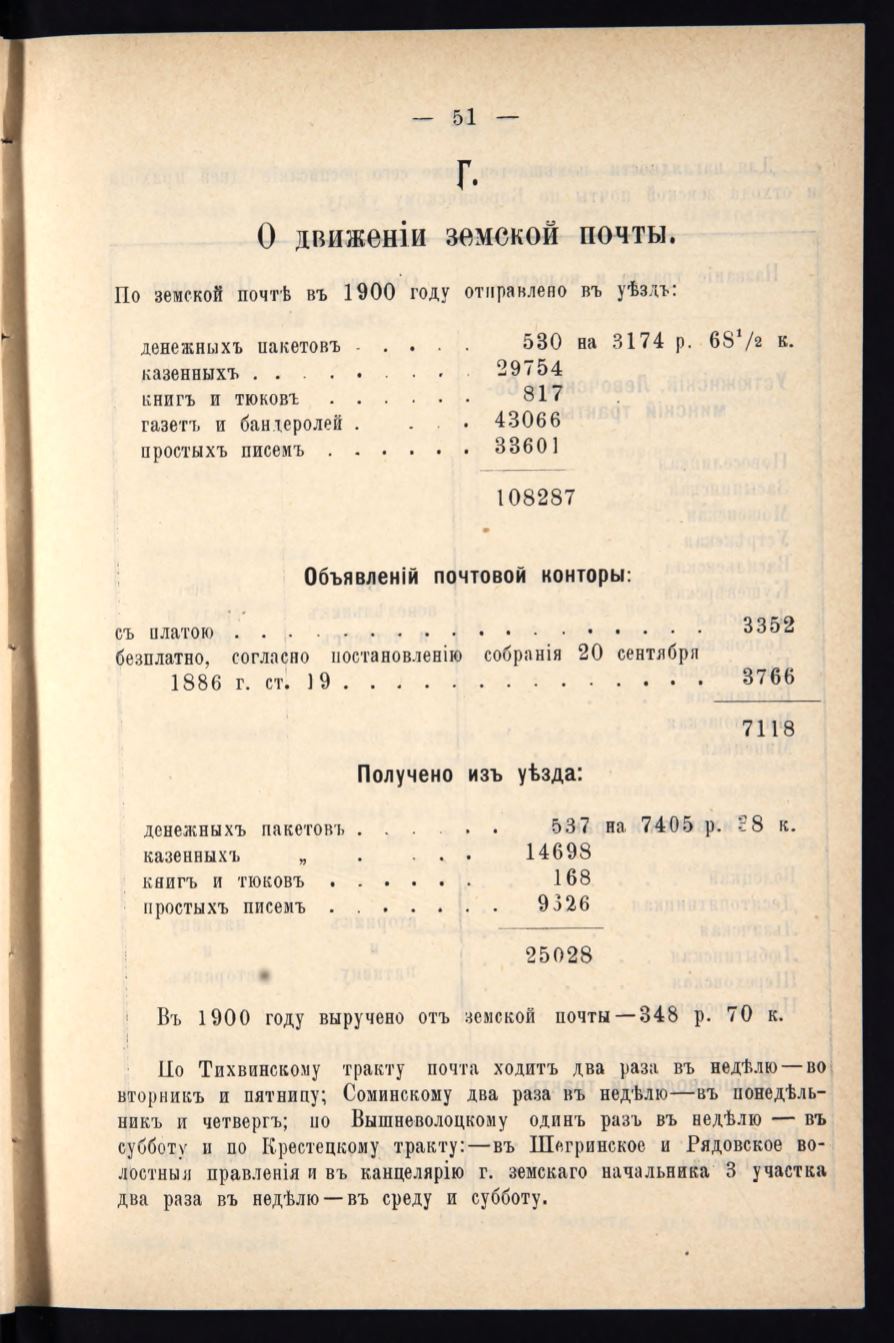 — 51 —
Г.
О движеніи земской почты.
По земской почтѣ въ 1900 году отправлено въ уѣздъ:
денежныхъ пакетовъ . . . . . 530 на 3174 р. 68¹/₂ к.
казенныхъ . . . . . . . . 29754
книгъ и тюковъ . . . . . . 817
газетъ и бандеролей . . . . 43066
простыхъ писемъ . . . . . . 33601
108287
Объявленій почтовой конторы:
съ платою . . . . . . . . . . . . . . . . . . 3352
безплатно, согласно постановленію собранія 20 сентября
1886 г. ст. 19 . . . . . . . . . . . . . . 3766
7118
Получено изъ уѣзда:
денежныхъ пакетовъ . . . . . . 537 на 7405 р. к.
казенныхъ „ . . . . 14698
книгъ и тюковъ . . . . . . 168
простыхъ писемъ . . . . . . .
25028
Въ 1900 году выручено отъ земской почты—348 р. 70 к.
По Тихвинскому тракту почта ходитъ два раза въ недѣлю—во
вторникъ и пятницу; Соминскому два раза въ недѣлю—въ понедѣль-
никъ и четвергъ; по Вышневолоцкому одинъ разъ въ недѣлю — въ
субботу и по Крестецкому тракту:—въ Шегринское и Рядовское во-
лостныя правленія и въ канцелярію г. земскаго начальника 3 участка
два раза въ недѣлю—въ среду и субботу.